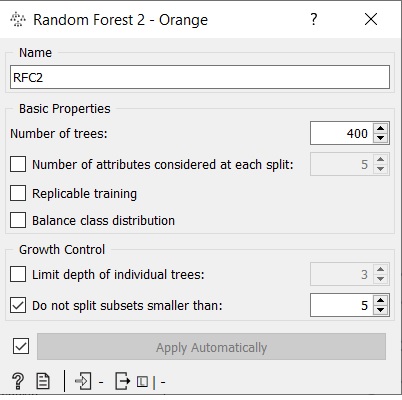 Random Forest 2 - Orange ?
Name
RFC2
Basic Properties
Number of trees: 400
Number of attributes considered at each split: 5
Replicable training
Balance class distribution
Growth Control
Limit depth of individual trees: 3
Do not split subsets smaller than: 5
Apply Automatically
? | - | -